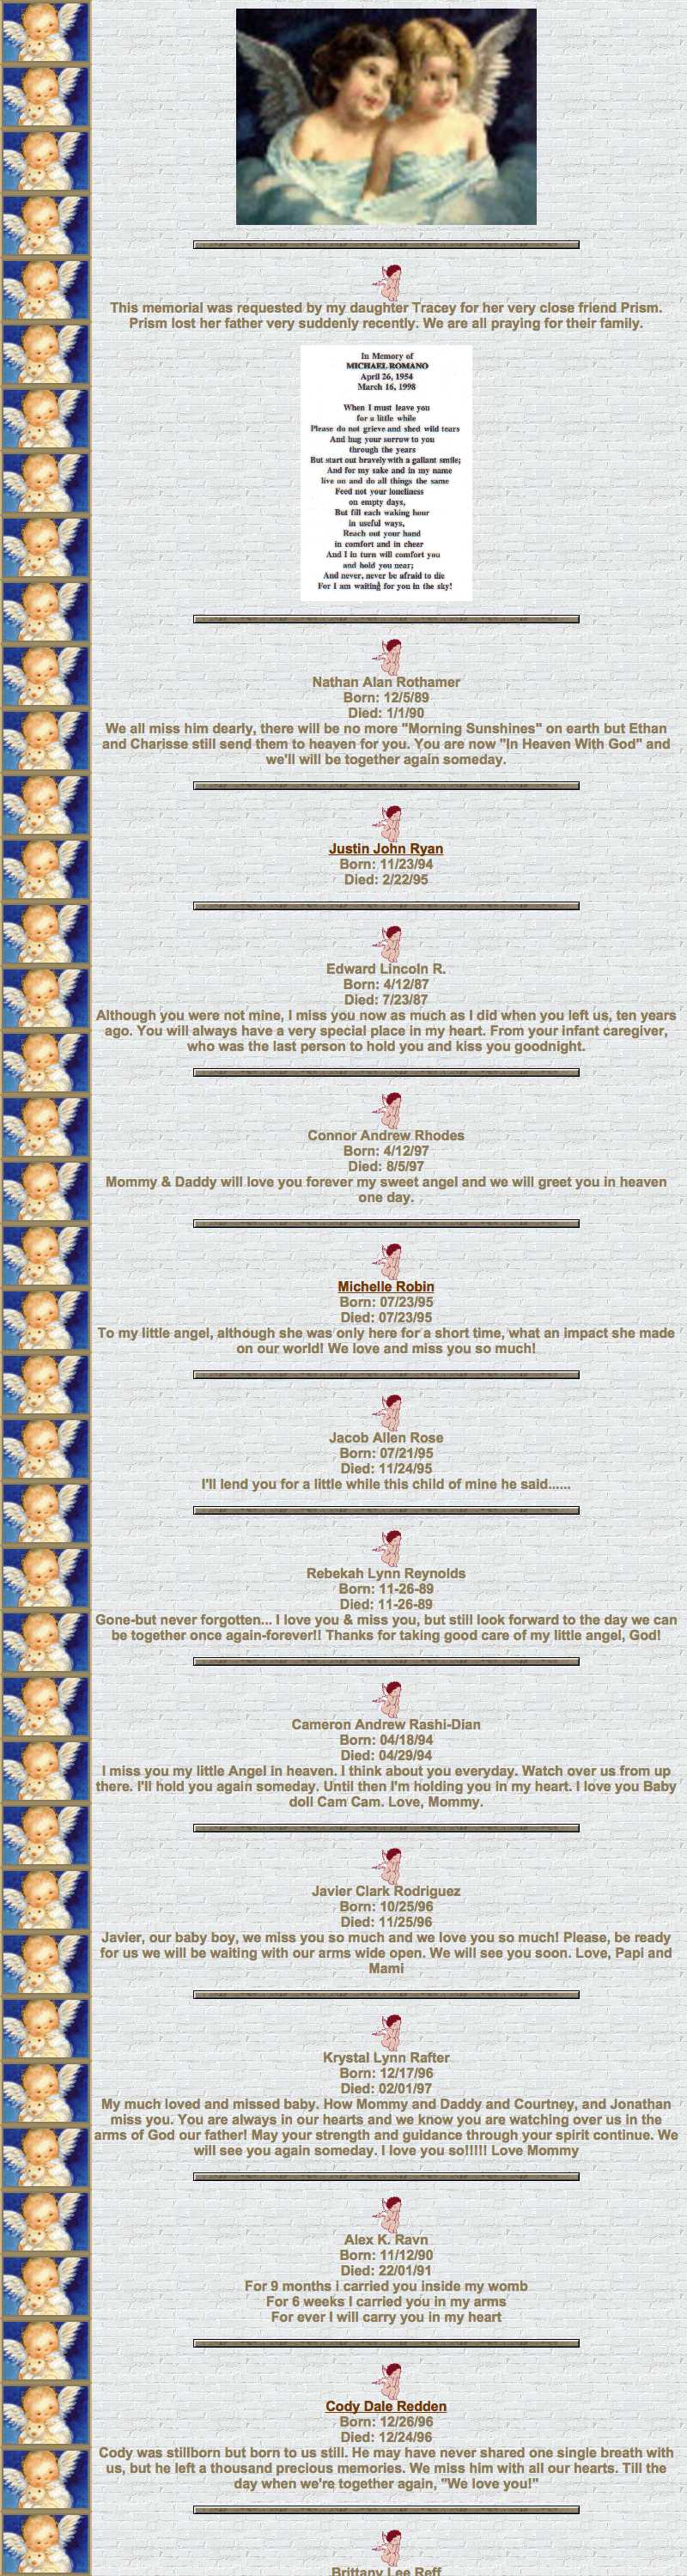 This memorial was requested by my daughter Tracey for her very close friend Prism.
Prism lost her father very suddenly recently. We are all praying for their family.
In Memory of
MICHAEL ROMANO
April 26, 1954
March 16, 1998
When I must leave you
for a little while
Please do not grieve and shed wild tears
And hug your sorrow to you
through the years
But start out bravely with a gallant smile;
And for my sake and in my name
live on and do all things the same
Feed not your loneliness
on empty days,
But fill each waking hour
in useful ways,
Reach out your hand
in comfort and in cheer
And I in turn will comfort you
and hold you near;
And never, never be afraid to die
For I am waiting for you in the sky!
Nathan Alan Rothamer
Born: 12/5/89
Died: 1/1/90
We all miss him dearly, there will be no more "Morning Sunshines" on earth but Ethan
and Charisse still send them to heaven for you. You are now "In Heaven With God" and
we'll will be together again someday.
Justin John Ryan
Born: 11/23/94
Died: 2/22/95
Edward Lincoln R.
Born: 4/12/87
Died: 7/23/87
Although you were not mine, I miss you now as much as I did when you left us, ten years
ago. You will always have a very special place in my heart. From your infant caregiver,
who was the last person to hold you and kiss you goodnight.
Connor Andrew Rhodes
Born: 4/12/97
Died: 8/5/97
Mommy & Daddy will love you forever my sweet angel and we will greet you in heaven
one day.
Michelle Robin
Born: 07/23/95
Died: 07/23/95
To my little angel, although she was only here for a short time, what an impact she made
on our world! We love and miss you so much!
Jacob Allen Rose
Born: 07/21/95
Died: 11/24/95
I'll lend you for a little while this child of mine he said......
Rebekah Lynn Reynolds
Born: 11-26-89
Died: 11-26-89
Gone-but never forgotten... I love you & miss you, but still look forward to the day we can
be together once again-forever!! Thanks for taking good care of my little angel, God!
Cameron Andrew Rashi-Dian
Born: 04/18/94
Died: 04/29/94
I miss you my little Angel in heaven. I think about you everyday. Watch over us from up
there. I'll hold you again someday. Until then I'm holding you in my heart. I love you Baby
doll Cam Cam. Love, Mommy.
Javier Clark Rodriguez
Born: 10/25/96
Died: 11/25/96
Javier, our baby boy, we miss you so much and we love you so much! Please, be ready
for us we will be waiting with our arms wide open. We will see you soon. Love, Papi and
Mami
Krystal Lynn Rafter
Born: 12/17/96
Died: 02/01/97
My much loved and missed baby. How Mommy and Daddy and Courtney, and Jonathan
miss you. You are always in our hearts and we know you are watching over us in the
arms of God our father! May your strength and guidance through your spirit continue. We
will see you again someday. I love you so!!!!! Love Mommy
Alex K. Ravn
Born: 11/12/90
Died: 22/01/91
For 9 months i carried you inside my womb
For 6 weeks I carried you in my arms
For ever I will carry you in my heart
Cody Dale Redden
Born: 12/26/96
Died: 12/24/96
Cody was stillborn but born to us still. He may have never shared one single breath with
us, but he left a thousand precious memories. We miss him with all our hearts. Till the
day when we're together again, "We love you!"
Brittany Lee Reff